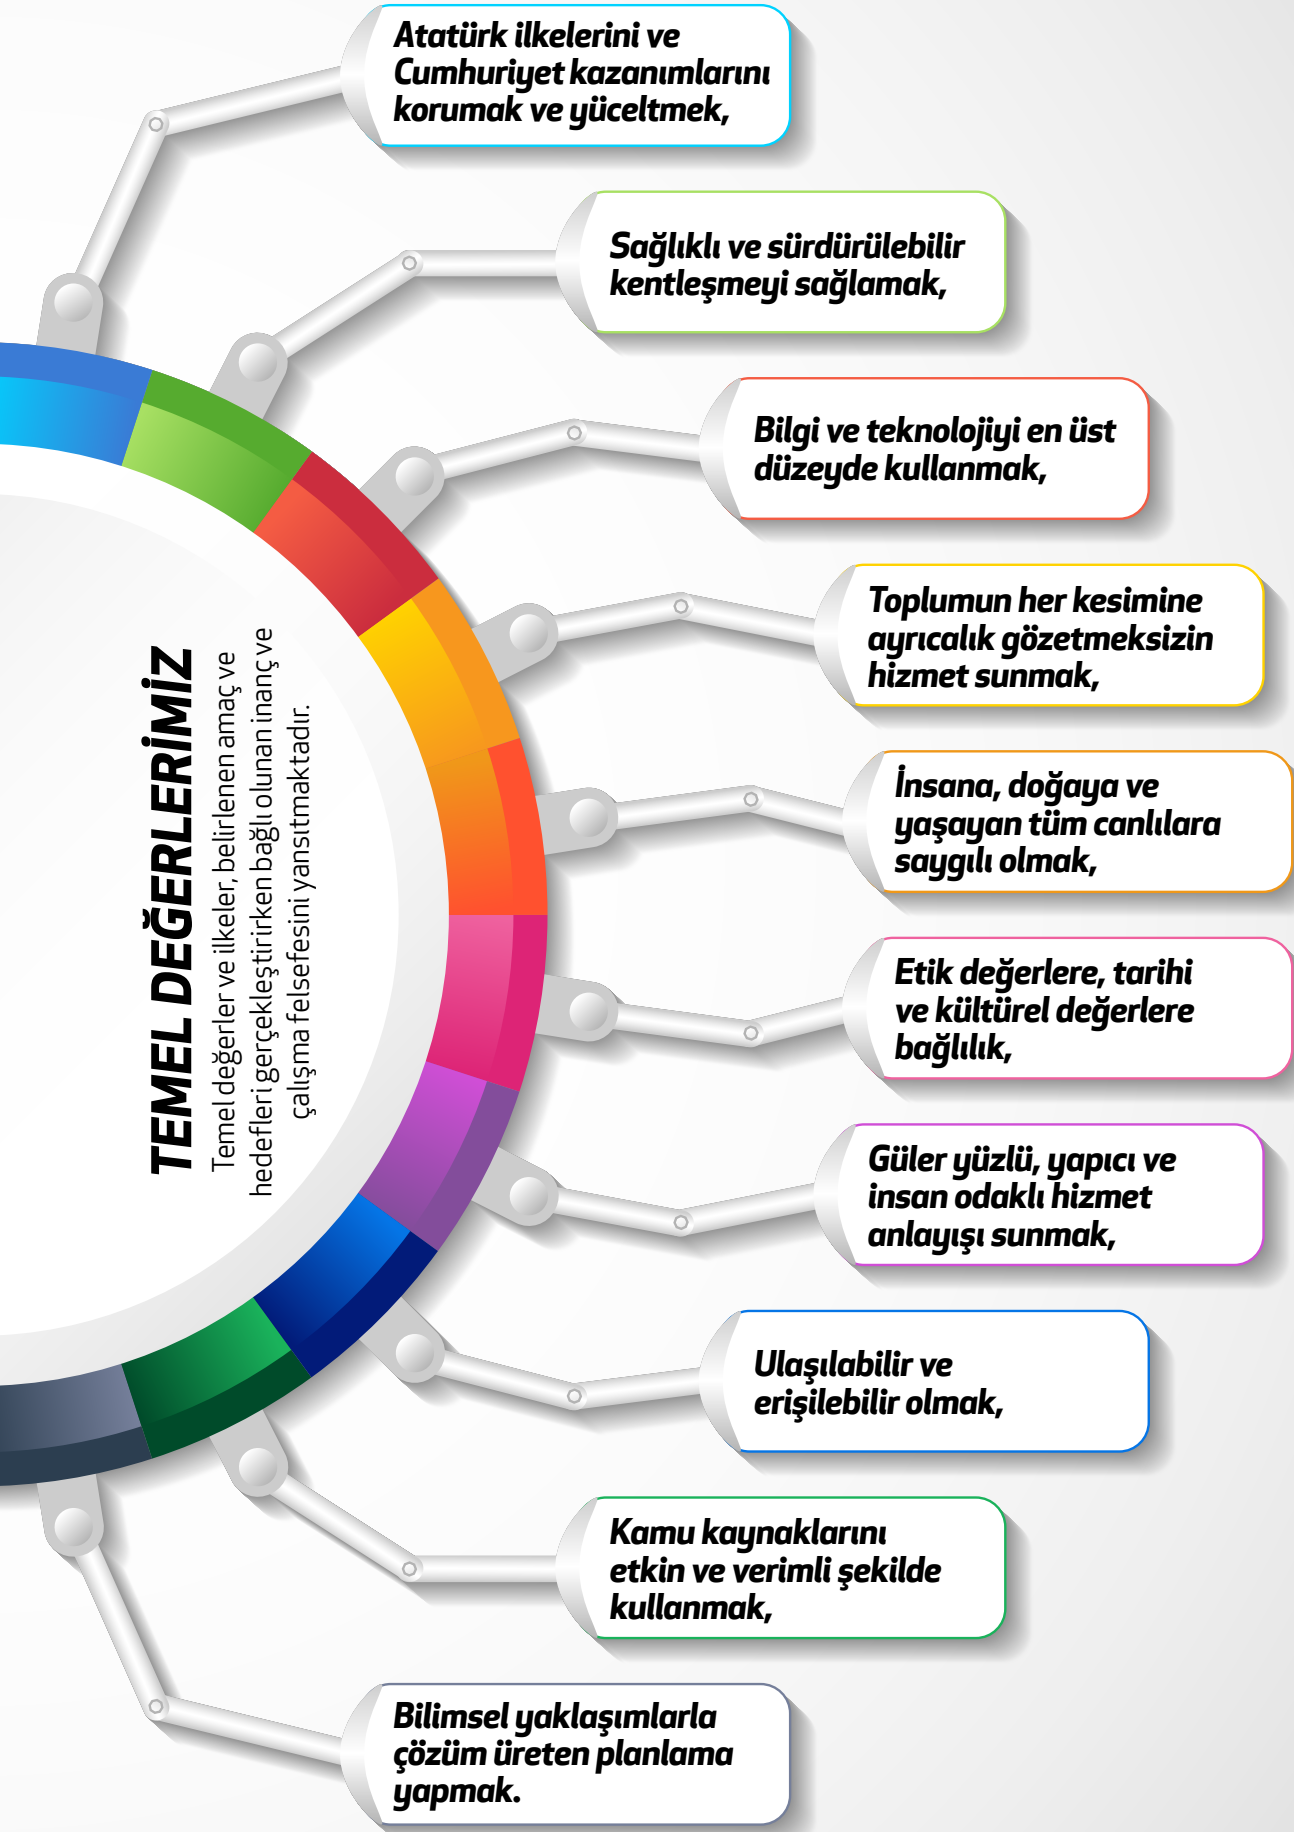 TEMEL DEĞERLERİMİZ
Temel değerler ve ilkeler, belirlenen amaç ve
hedefleri gerçekleştirirken bağlı olunan inanç ve
çalışma felsefesini yansıtmaktadır.
Atatürk ilkelerini ve
Cumhuriyet kazanımlarını
korumak ve yüceltmek,
Sağlıklı ve sürdürülebilir
kentleşmeyi sağlamak,
Bilgi ve teknolojiyi en üst
düzeyde kullanmak,
Toplumun her kesimine
ayrıcalık gözetmeksizin
hizmet sunmak,
İnsana, doğaya ve
yaşayan tüm canlılara
saygılı olmak,
Etik değerlere, tarihi
ve kültürel değerlere
bağlılık,
Güler yüzlü, yapıcı ve
insan odaklı hizmet
anlayışı sunmak,
Ulaşılabilir ve
erişilebilir olmak,
Kamu kaynaklarını
etkin ve verimli şekilde
kullanmak,
Bilimsel yaklaşımlarla
çözüm üreten planlama
yapmak.